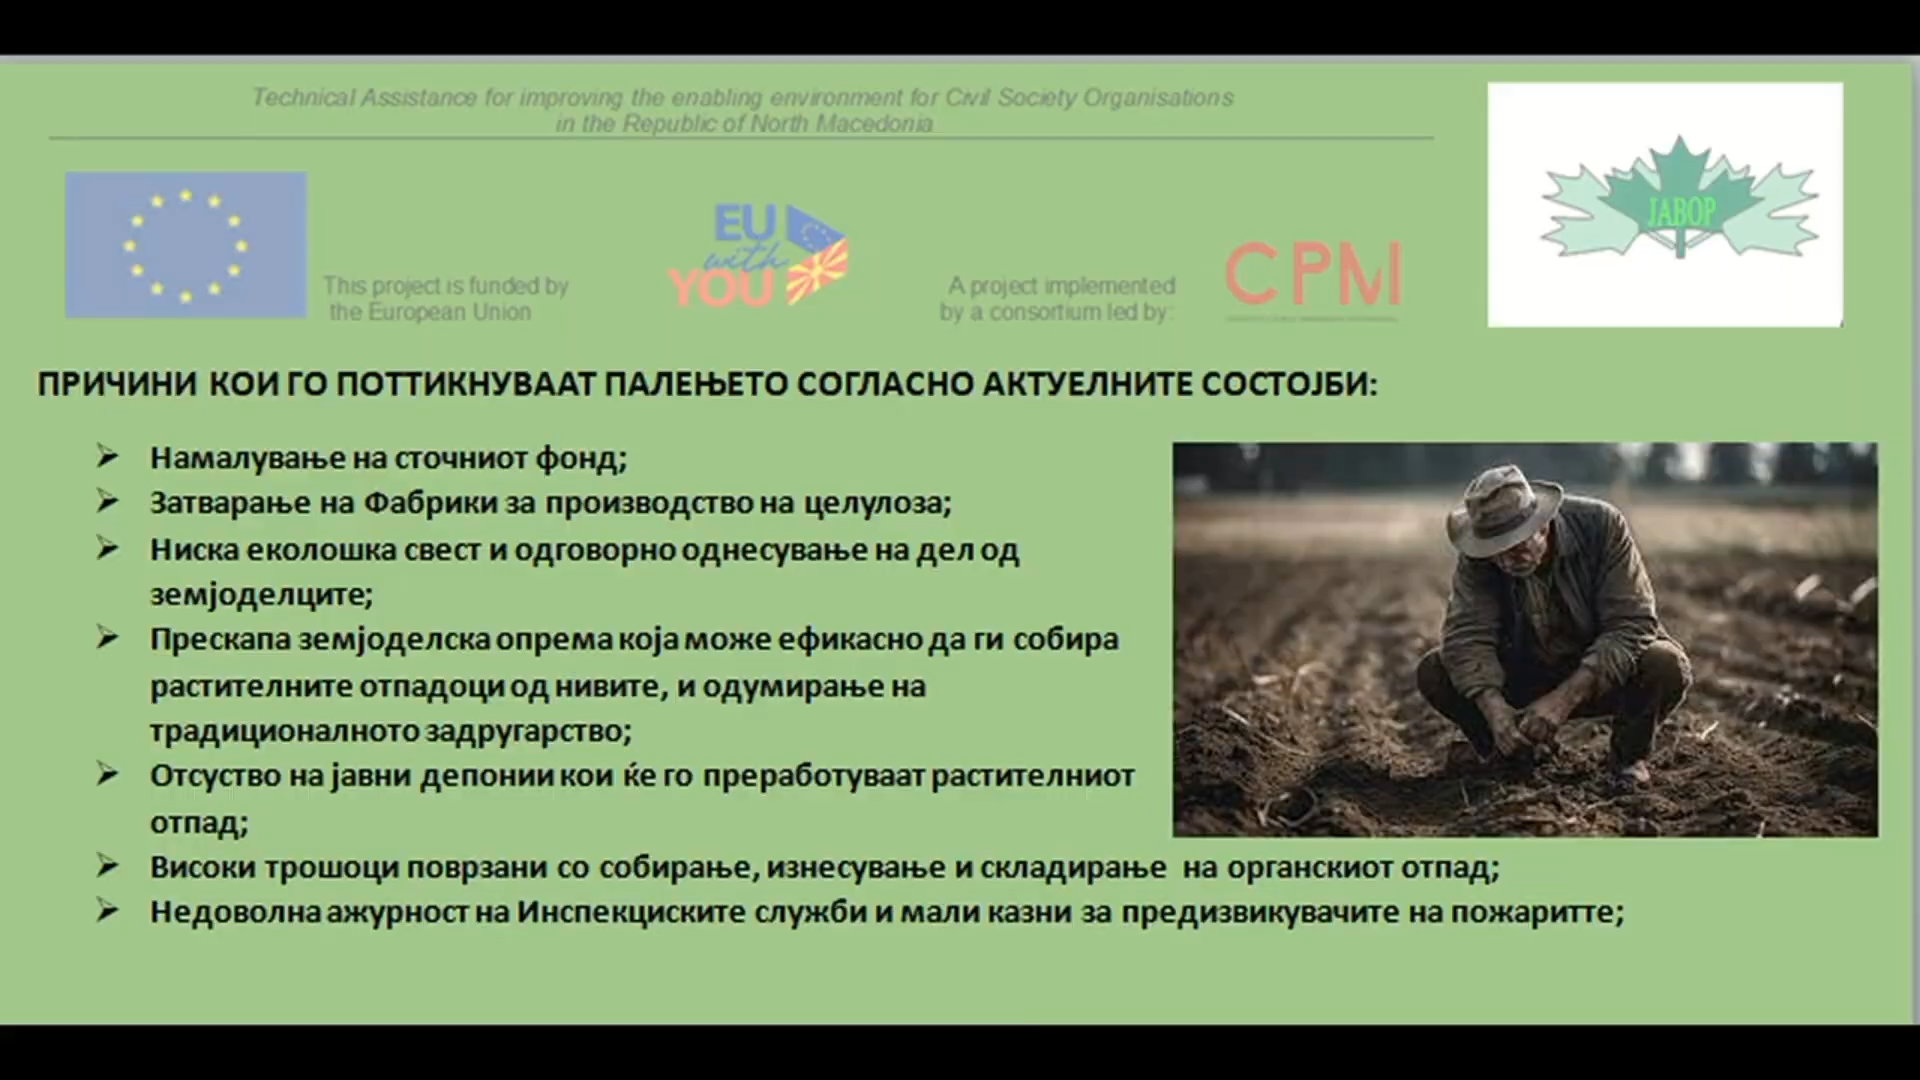 Technical Assistance for improving the enabling environment for Civil Society Organisations
in the Republic of North Macedonia
This project is funded by
the European Union
EU
with
YOU
A project implemented
by a consortium led by:
CPM
ЈАВОР
ПРИЧИНИ КОИ ГО ПОТТИКНУВААТ ПАЛЕЊЕТО СОГЛАСНО АКТУЕЛНИТЕ СОСТОЈБИ:
➢ Намалување на сточниот фонд;
➢ Затварање на Фабрики за производство на целулоза;
➢ Ниска еколошка свест и одговорно однесување на дел од
земјоделците;
➢ Прескапа земјоделска опрема која може ефикасно да ги собира
растителните отпадоци од нивите, и одумирање на
традиционалното задругарство;
➢ Отсуство на јавни депонии кои ќе го преработуваат растителниот
отпад;
➢ Високи трошоци поврзани со собирање, изнесување и складирање на органскиот отпад;
➢ Недоволна ажурност на Инспекциските служби и мали казни за предизвикувачите на пожаритте;